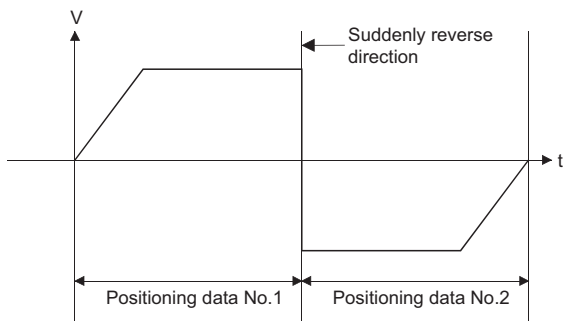 V
Suddenly reverse
direction
t
Positioning data No.1
Positioning data No.2